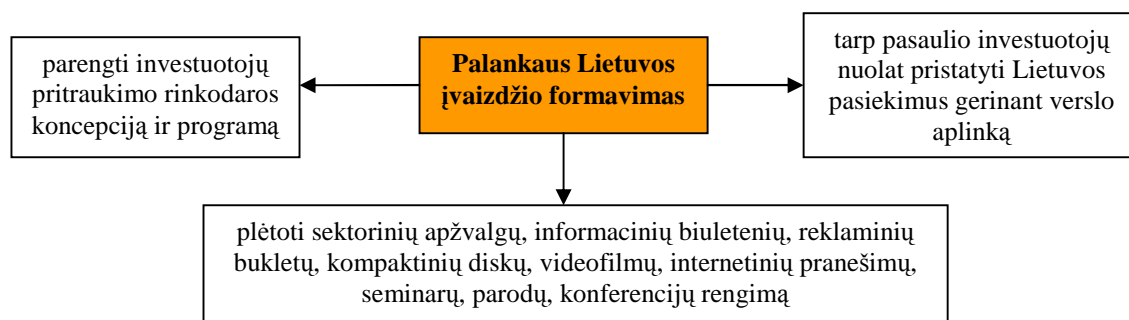 parengti investuotojų
pritraukimo rinkodaros
koncepciją ir programą
Palankaus Lietuvos
įvaizdžio formavimas
tarp pasaulio investuotojų
nuolat pristatyti Lietuvos
pasiekimus gerinant verslo
aplinką
plėtoti sektorinių apžvalgų, informacinių biuletenių, reklaminių
bukletų, kompaktinių diskų, videofilmų, internetinių pranešimų,
seminarų, parodų, konferencijų rengimą